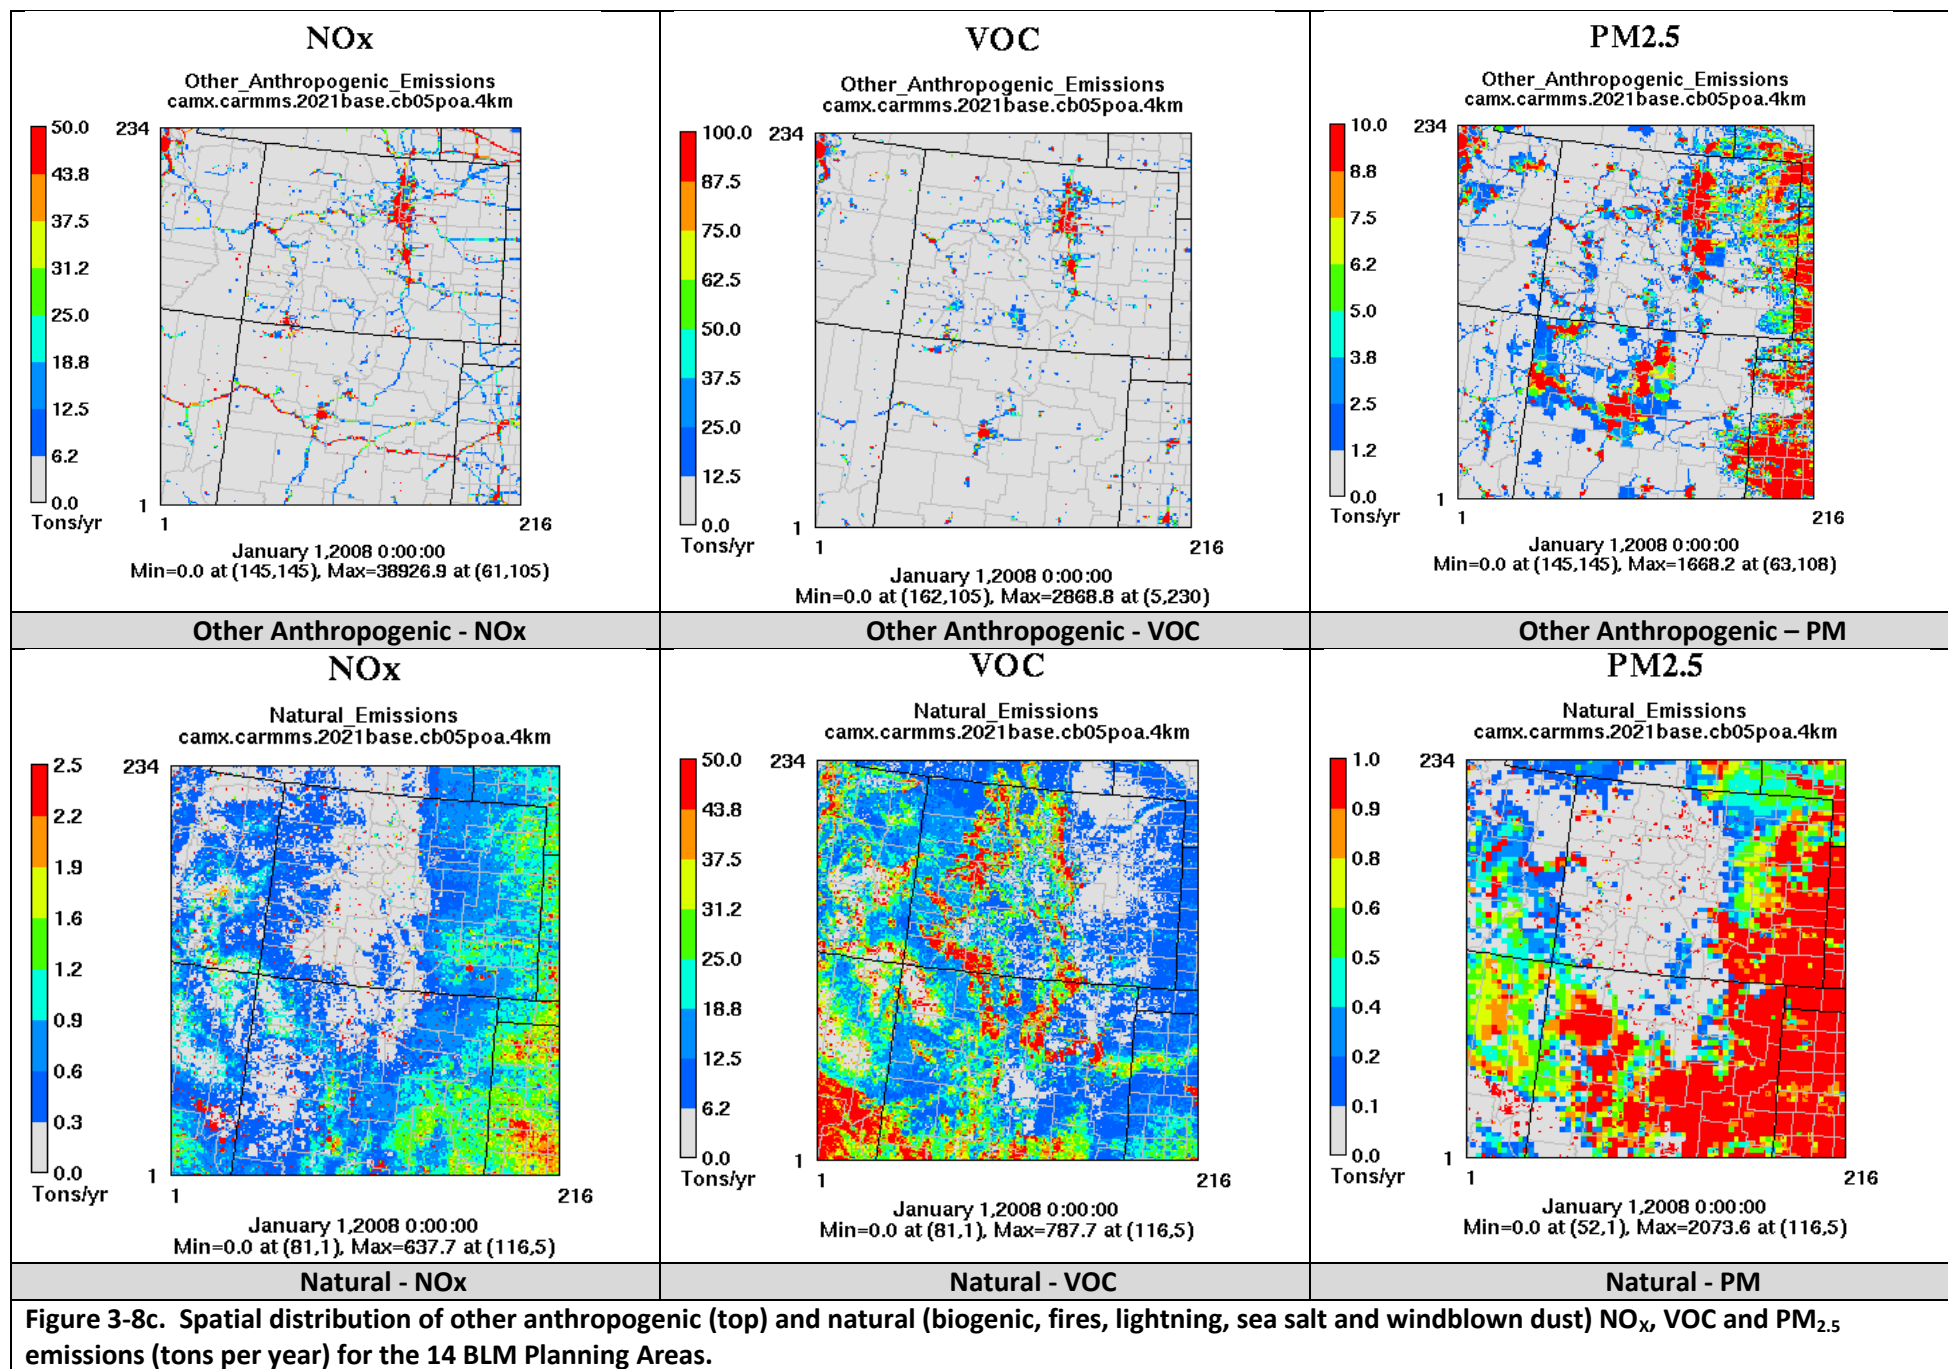 NOx
Other_Anthropogenic_Emissions
camx.carmms.2021base.cb05poa.4km
50.0
43.8
37.5
31.2
25.0
18.8
12.5
6.2
0.0
Tons/yr
234
1
1
216
January 1,2008 0:00:00
Min=0.0 at (145,145), Max=38926.9 at (61,105)
VOC
Other_Anthropogenic_Emissions
camx.carmms.2021base.cb05poa.4km
100.0
87.5
75.0
62.5
50.0
37.5
25.0
12.5
0.0
Tons/yr
234
1
1
216
January 1,2008 0:00:00
Min=0.0 at (162,105), Max=2868.8 at (5,230)
PM2.5
Other_Anthropogenic_Emissions
camx.carmms.2021base.cb05poa.4km
10.0
8.8
7.5
6.2
5.0
3.8
2.5
1.2
0.0
Tons/yr
234
1
1
216
January 1,2008 0:00:00
Min=0.0 at (145,145), Max=1668.2 at (63,108)
Other Anthropogenic - NOx
Other Anthropogenic - VOC
Other Anthropogenic – PM
NOx
Natural_Emissions
camx.carmms.2021base.cb05poa.4km
2.5
2.2
1.9
1.6
1.2
0.9
0.6
0.3
0.0
Tons/yr
234
1
1
216
January 1,2008 0:00:00
Min=0.0 at (81,1), Max=637.7 at (116,5)
VOC
Natural_Emissions
camx.carmms.2021base.cb05poa.4km
50.0
43.8
37.5
31.2
25.0
18.8
12.5
6.2
0.0
Tons/yr
234
1
1
216
January 1,2008 0:00:00
Min=0.0 at (81,1), Max=787.7 at (116,5)
PM2.5
Natural_Emissions
camx.carmms.2021base.cb05poa.4km
1.0
0.9
0.8
0.6
0.5
0.4
0.2
0.1
0.0
Tons/yr
234
1
1
216
January 1,2008 0:00:00
Min=0.0 at (52,1), Max=2073.6 at (116,5)
Natural - NOx
Natural - VOC
Natural - PM
Figure 3-8c. Spatial distribution of other anthropogenic (top) and natural (biogenic, fires, lightning, sea salt and windblown dust) NOX, VOC and PM2.5
emissions (tons per year) for the 14 BLM Planning Areas.